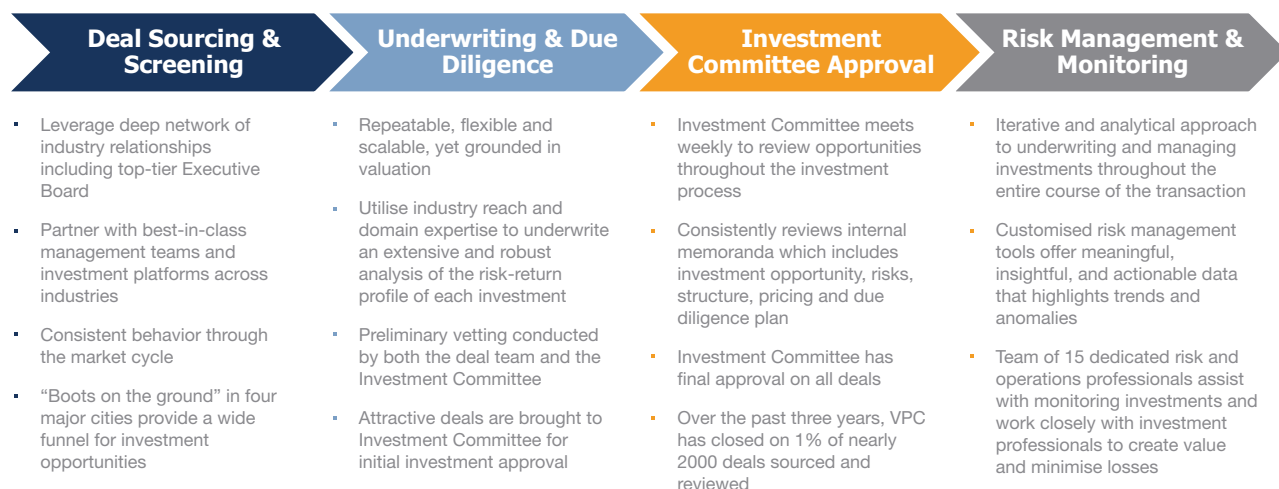 Deal Sourcing &
Screening
Leverage deep network of
industry relationships
including top-tier Executive
Board
Partner with best-in-class
management teams and
investment platforms across
industries
Consistent behavior through
the market cycle
“Boots on the ground” in four
major cities provide a wide
funnel for investment
opportunities
Underwriting & Due
Diligence
Repeatable, flexible and
scalable, yet grounded in
valuation
Utilise industry reach and
domain expertise to underwrite
an extensive and robust
analysis of the risk-return
profile of each investment
Preliminary vetting conducted
by both the deal team and the
Investment Committee
Attractive deals are brought to
Investment Committee for
initial investment approval
Investment
Committee Approval
Investment Committee meets
weekly to review opportunities
throughout the investment
process
Consistently reviews internal
memoranda which includes
investment opportunity, risks,
structure, pricing and due
diligence plan
Investment Committee has
final approval on all deals
Over the past three years, VPC
has closed on 1% of nearly
2000 deals sourced and
reviewed
Risk Management &
Monitoring
Iterative and analytical approach
to underwriting and managing
investments throughout the
entire course of the transaction
Customised risk management
tools offer meaningful,
insightful, and actionable data
that highlights trends and
anomalies
Team of 15 dedicated risk and
operations professionals assist
with monitoring investments and
work closely with investment
professionals to create value
and minimise losses